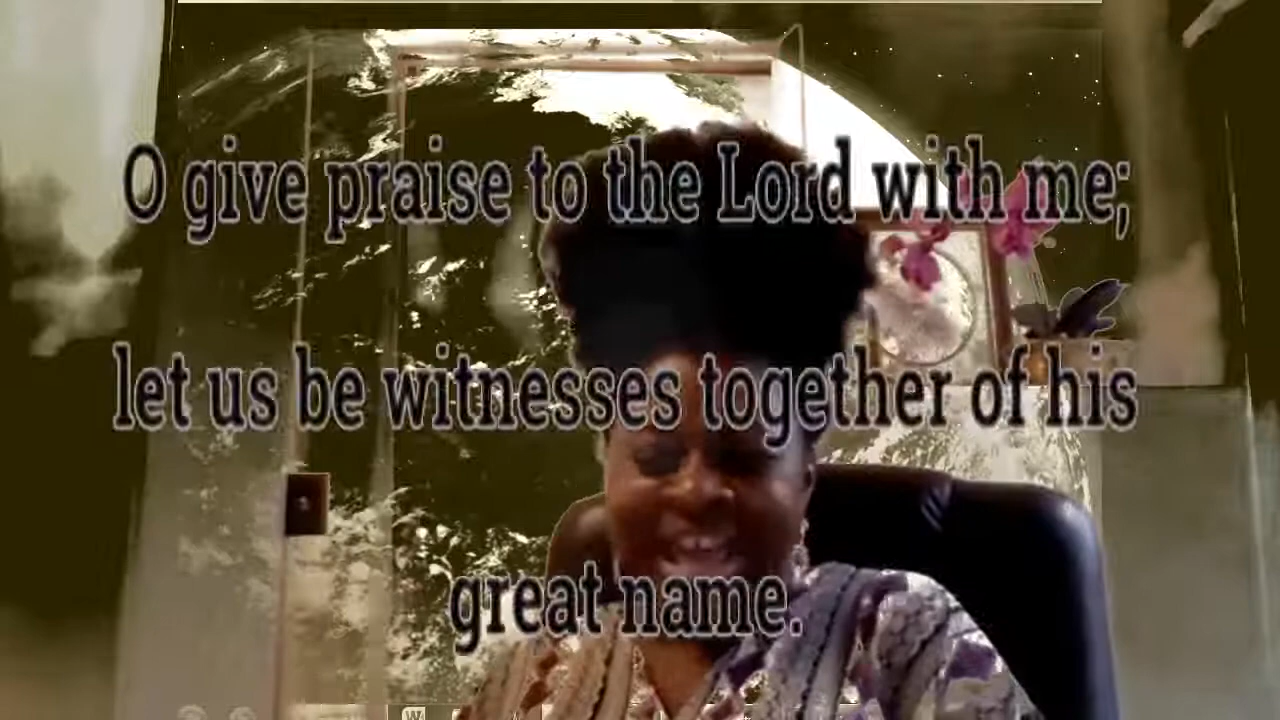 O give praise to the Lord with me;
let us be witnesses together of his
great name.
W